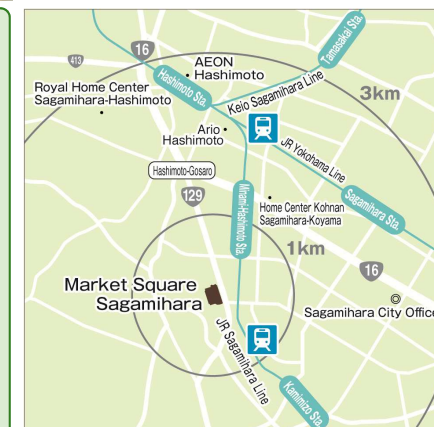 16
413
AEON
Hashimoto
Tamasakai Sta.
Hashimoto Sta.
Royal Home Center
Sagamihara-Hashimoto
Keio Sagamihara Line
3km
Ario
Hashimoto
JR Yokohama Line
Hashimoto-Gosaro
129
Minami-Hashimoto Sta.
Home Center Kohnan
Sagamihara-Koyama
Sagamihara Sta.
1km
16
Market Square
Sagamihara
Sagamihara City Office
JR Sagamihara Line
Kamimizo Sta.